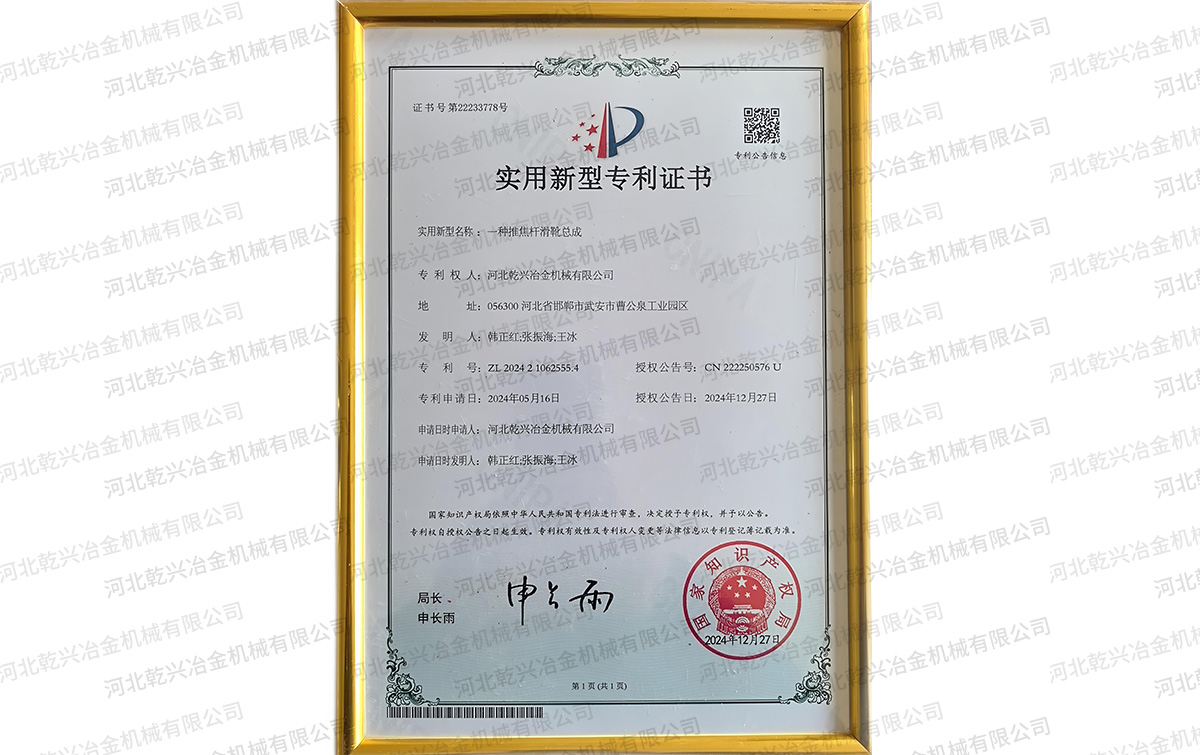 证书号第22233778号
专利公告信息
实用新型专利证书
实用新型名称：一种推焦杆滑靴总成
专利权人：河北乾兴冶金机械有限公司
地址：056300 河北省邯郸市武安市曹公泉工业园区
发明人：韩正红;张振海;王冰
专利号：ZL 2024 2 1062555.4 授权公告号：CN 222250576 U
专利申请日：2024年05月16日 授权公告日：2024年12月27日
申请日时申请人：河北乾兴冶金机械有限公司
申请日时发明人：韩正红;张振海;王冰
国家知识产权局依照中华人民共和国专利法进行审查，决定授予专利权，并予以公告。
专利权自授权公告之日起生效。专利权有效性及专利权人变更等法律信息以专利登记簿记载为准。
局长
申长雨
申长雨
国家知识产权局
2024年12月27日
第 1 页 (共 1 页)
河北乾兴冶金机械有限公司